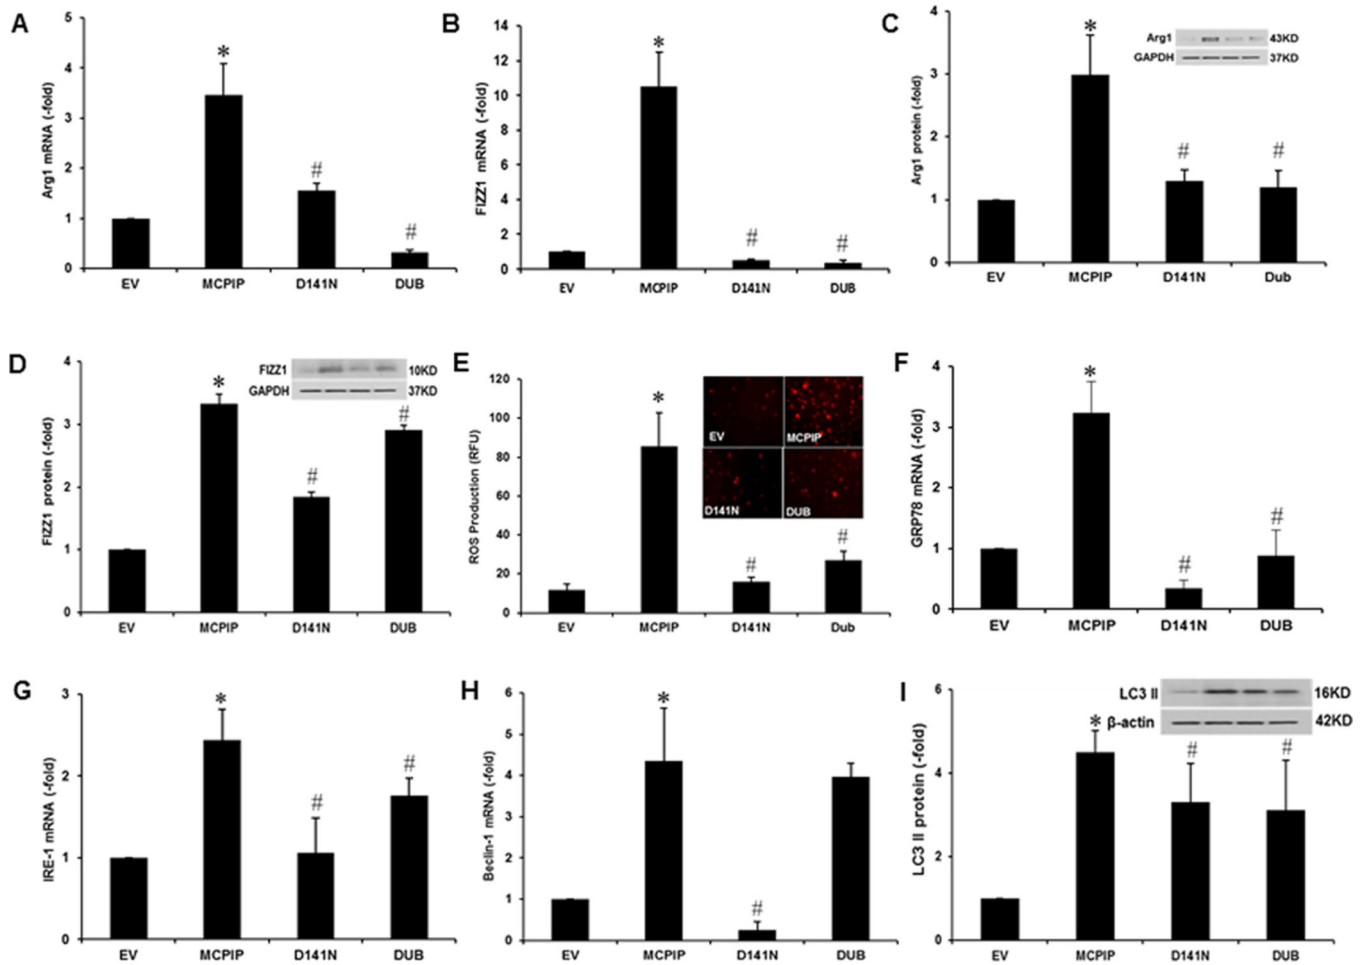 A
Arg1 mRNA (-fold)
5
4
3
2
1
0
*
#
#
EV MCPIP D141N DUB
B
FIZZ1 mRNA (-fold)
14
12
10
8
6
4
2
0
*
#
#
EV MCPIP D141N DUB
C
Arg1 protein (-fold)
4
3
4
1
0
*
#
#
Arg1 43KD
GAPDH 37KD
EV MCPIP D141N Dub
D
FIZZ1 protein (-fold)
4
3
2
1
0
*
#
#
FIZZ1 10KD
GAPDH 37KD
EV MCPIP D141N DUB
E
ROS Production (RFU)
120
100
80
60
40
20
0
*
#
#
EV MCPIP
D141N DUB
EV MCPIP D141N Dub
F
GRP78 mRNA (-fold)
4
3
4
1
0
*
#
#
EV MCPIP D141N DUB
G
IRE-1 mRNA (-fold)
3
2
1
0
*
#
#
EV MCPIP D141N DUB
H
Beclin-1 mRNA (-fold)
6
5
4
4
2
1
0
*
#
EV MCPIP D141N DUB
I
LC3 II protein (-fold)
6
4
2
0
*
#
#
LC3 II 16KD
β-actin 42KD
EV MCPIP D141N DUB